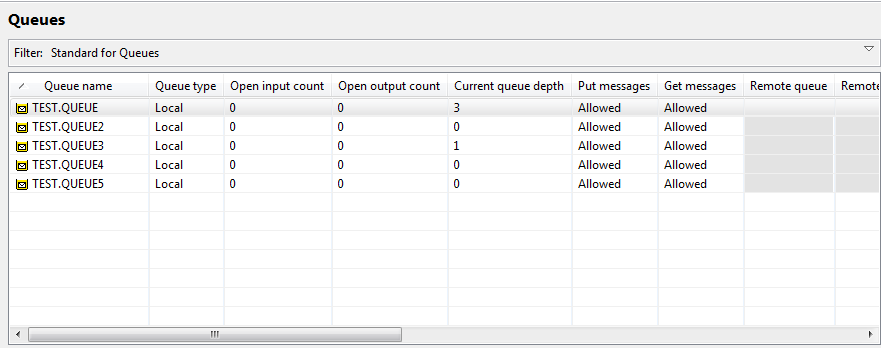 Queues
Filter: Standard for Queues
Queue name Queue type Open input count Open output count Current queue depth Put messages Get messages Remote queue Remote
TEST.QUEUE Local 0 0 3 Allowed Allowed
TEST.QUEUE2 Local 0 0 0 Allowed Allowed
TEST.QUEUE3 Local 0 0 1 Allowed Allowed
TEST.QUEUE4 Local 0 0 0 Allowed Allowed
TEST.QUEUE5 Local 0 0 0 Allowed Allowed